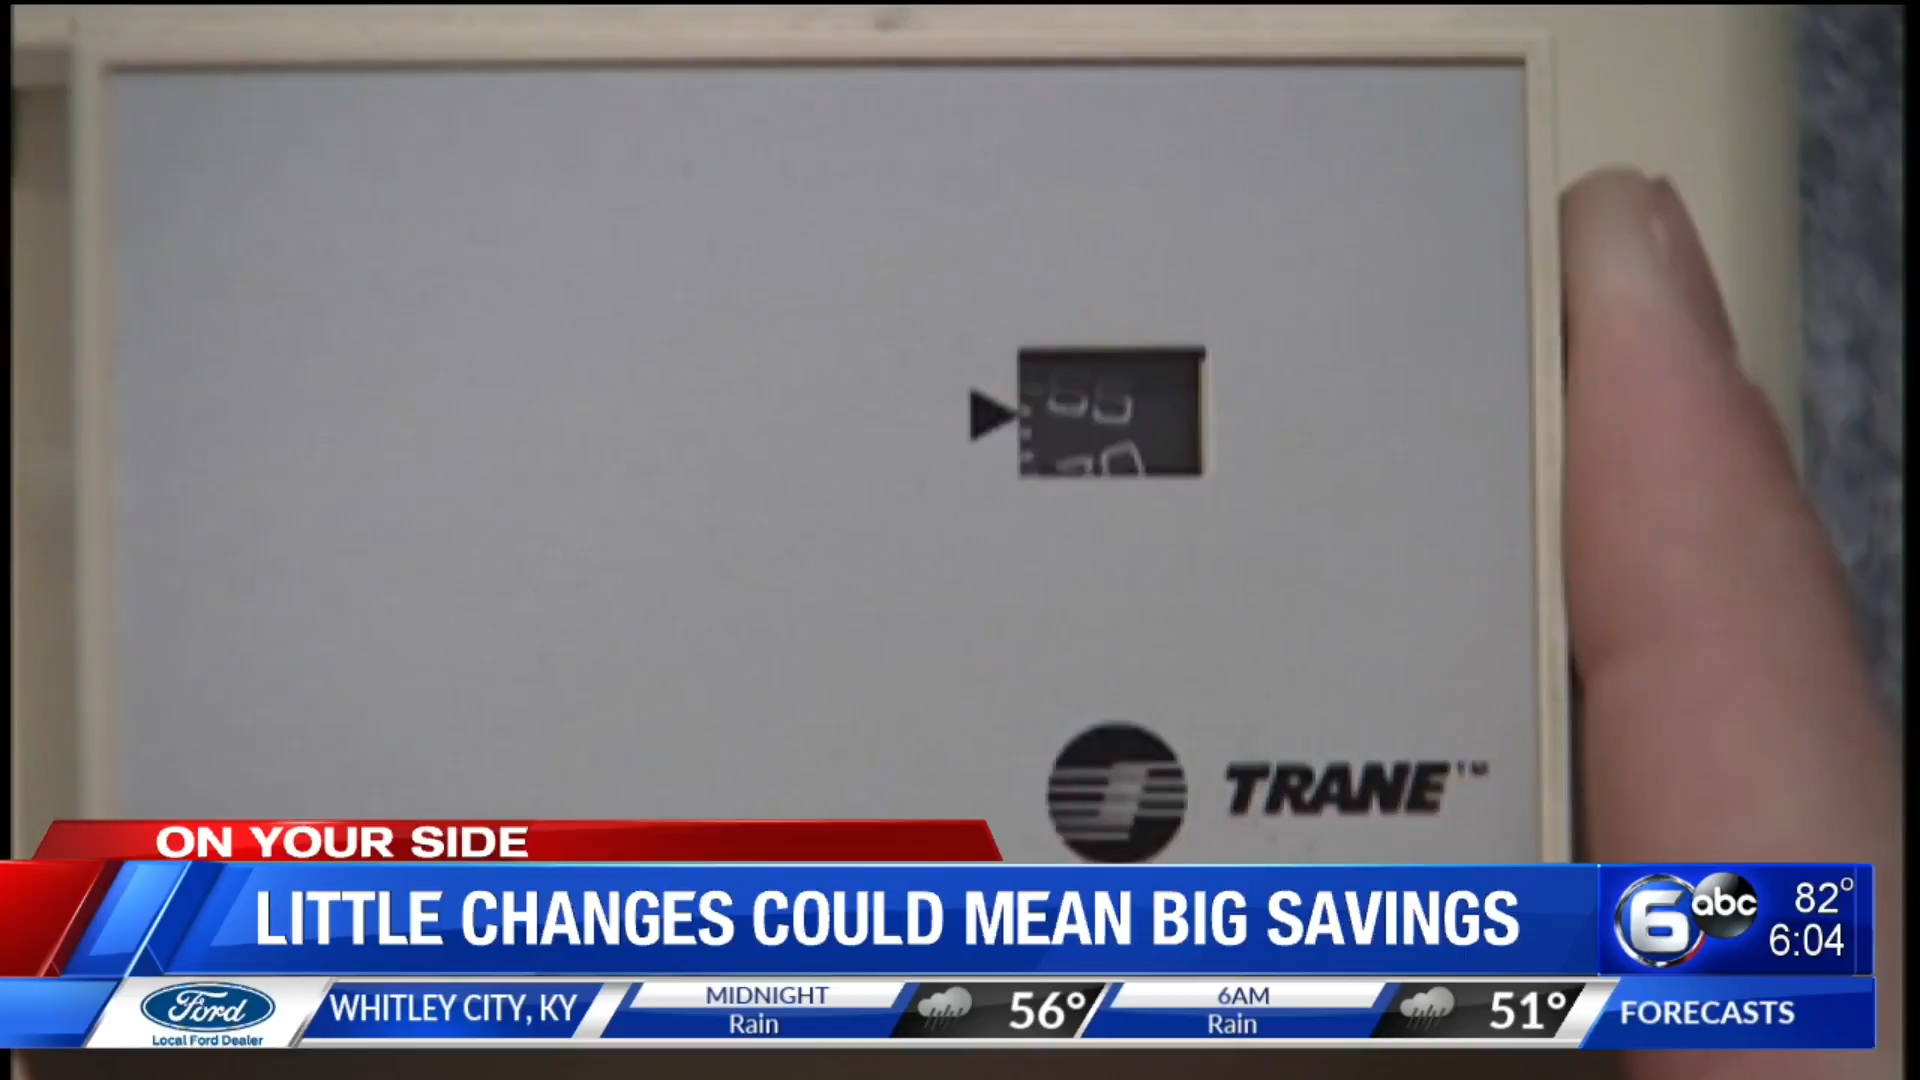 TRANE™
ON YOUR SIDE
LITTLE CHANGES COULD MEAN BIG SAVINGS
6 abc
82°
6:04
Ford
Local Ford Dealer
WHITLEY CITY, KY
MIDNIGHT
Rain
56°
6AM
Rain
51°
FORECASTS